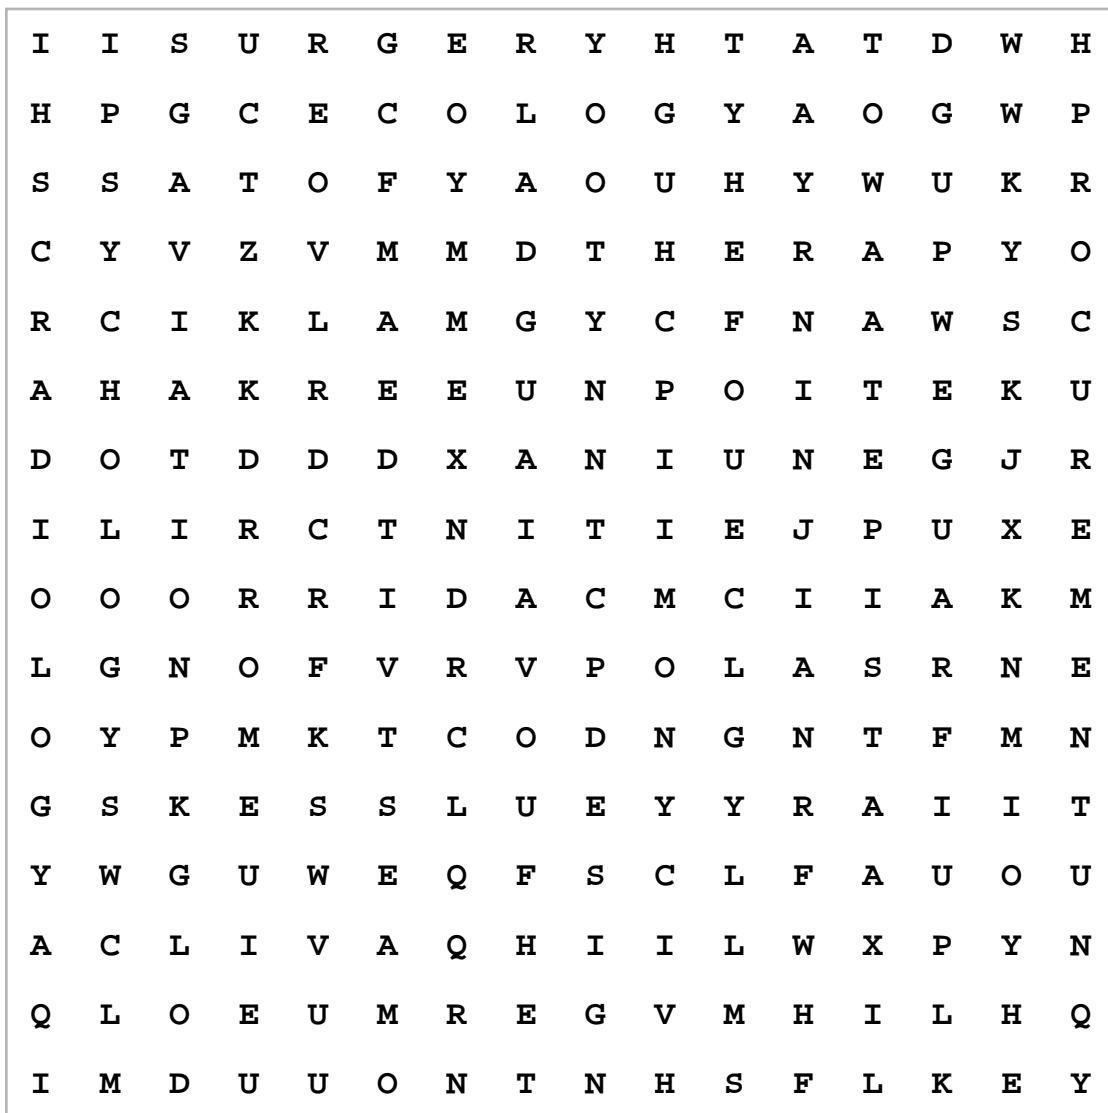 I I S U R G E R Y H T A T D W H
H P G C E C O L O G Y A O G W P
S S A T O F Y A O U H Y W U K R
C Y V Z V M M D T H E R A P Y O
R C I K L A M G Y C F N A W S C
A H A K R E E U N P O I T E K U
D O T D D D X A N I U N E G J R
I L I R C T N I T I E J P U X E
O O O R R I D A C M C I I A K M
L G N O F V R V P O L A S R N E
O Y P M K T C O D N G N T F M N
G S K E S S L U E Y Y R A I I T
Y W G U W E Q F S C L F A U O U
A C L I V A Q H I I L W X P Y N
Q L O E U M R E G V M H I L H Q
I M D U U O N T N H S F L K E Y